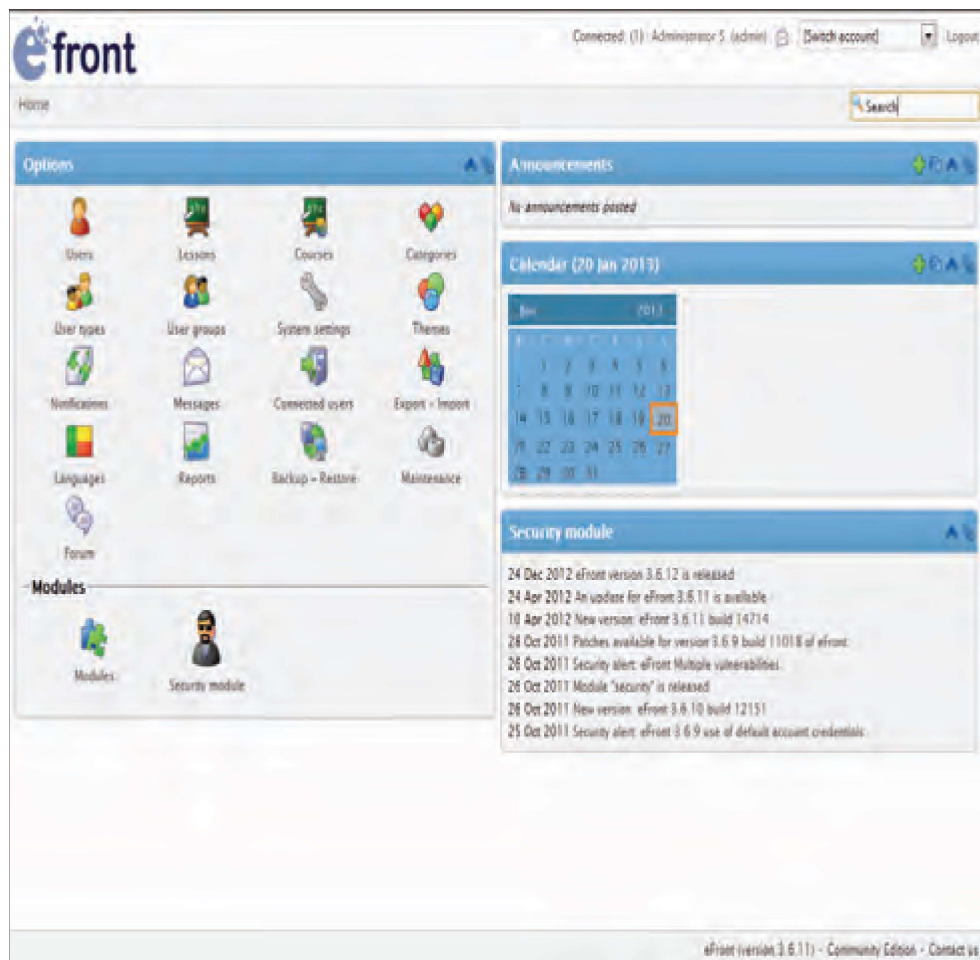 efront
Connected: (1) Administrator S. (admin) [Switch account] Logout
Home
Search
Options
Users Lessons Courses Categories
User types User groups System settings Themes
Notifications Messages Connected users Export - Import
Languages Reports Backup - Restore Maintenance
Forum
Modules
Modules Security module
Announcements
No announcements posted
Calendar (20 Jan 2013)
Jan 2013
1 2 3 4 5 6
8 9 10 11 12 13
14 15 16 17 18 19 20
22 23 24 25 26 27
28 29 30 31
Security module
24 Dec 2012 eFront version 3.6.12 is released
24 Apr 2012 An update for eFront 3.6.11 is available
10 Apr 2012 New version: eFront 3.6.11 build 14714
28 Oct 2011 Patches available for version 3.6.9 build 11018 of eFront
26 Oct 2011 Security alert: eFront Multiple vulnerabilities
26 Oct 2011 Module "security" is released
26 Oct 2011 New version: eFront 3.6.10 build 12151
25 Oct 2011 Security alert: eFront 3.6.9 use of default account credentials
eFront (version 3.6.11) - Community Edition - Contact us